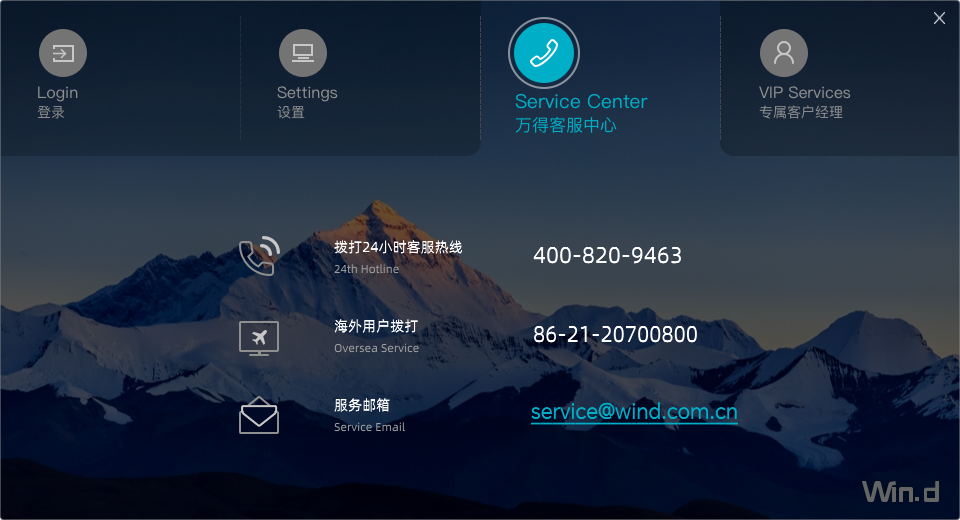 Login
登录
Settings
设置
Service Center
万得客服中心
VIP Services
专属客户经理
拨打24小时客服热线
24th Hotline
400-820-9463
海外用户拨打
Oversea Service
86-21-20700800
服务邮箱
Service Email
service@wind.com.cn
Win.d